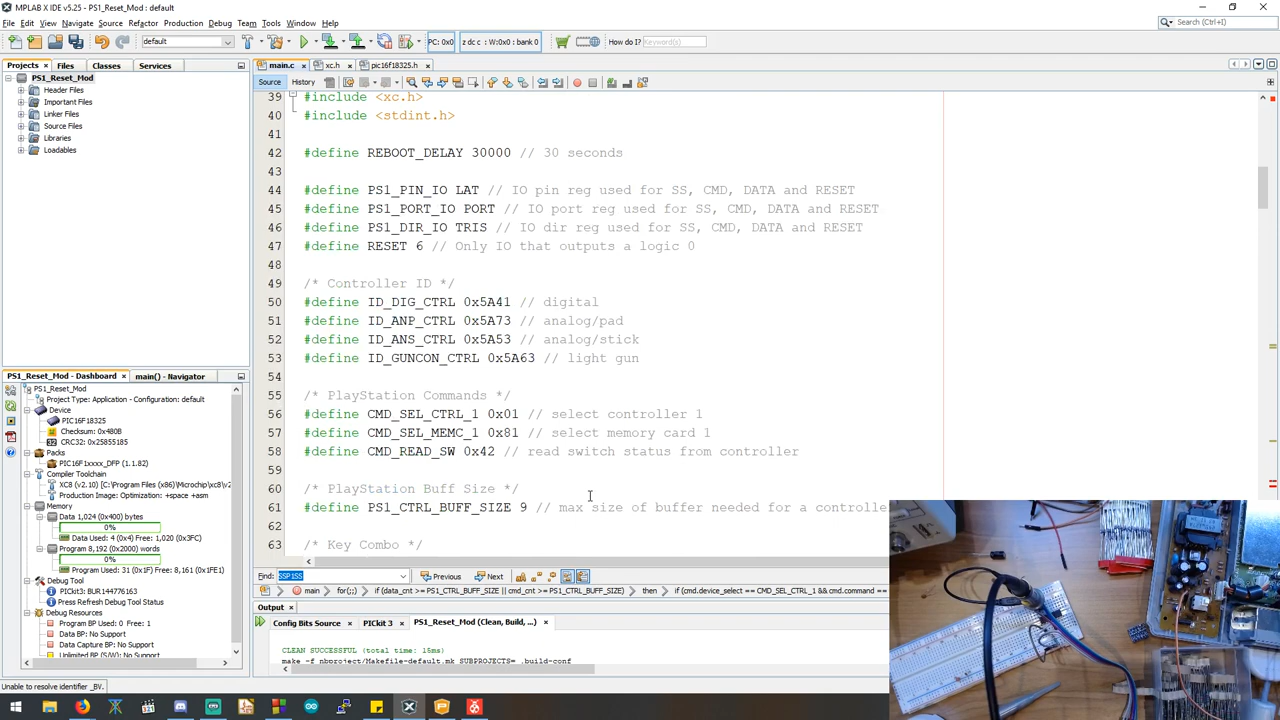 MPLAB X IDE v5.25 - PS1_Reset_Mod : default
File Edit View Navigate Source Refactor Production Debug Team Tools Window Help
Search (Ctrl+I)
default
PC: 0x0
z dc c : W:0x0 : bank 0
How do I?
Keyword(s)
Projects Files Classes Services
PS1_Reset_Mod
Header Files
Important Files
Linker Files
Source Files
Libraries
Loadables
main.c xc.h pic16f18325.h
Source History
39 #include <xc.h>
40 #include <stdint.h>
41
42 #define REBOOT_DELAY 30000 // 30 seconds
43
44 #define PS1_PIN_IO LAT // IO pin reg used for SS, CMD, DATA and RESET
45 #define PS1_PORT_IO PORT // IO port reg used for SS, CMD, DATA and RESET
46 #define PS1_DIR_IO TRIS // IO dir reg used for SS, CMD, DATA and RESET
47 #define RESET 6 // Only IO that outputs a logic 0
48
49 /* Controller ID */
50 #define ID_DIG_CTRL 0x5A41 // digital
51 #define ID_ANP_CTRL 0x5A73 // analog/pad
52 #define ID_ANS_CTRL 0x5A53 // analog/stick
53 #define ID_GUNCON_CTRL 0x5A63 // light gun
54
55 /* PlayStation Commands */
56 #define CMD_SEL_CTRL_1 0x01 // select controller 1
57 #define CMD_SEL_MEMC_1 0x81 // select memory card 1
58 #define CMD_READ_SW 0x42 // read switch status from controller
59
60 /* PlayStation Buff Size */
61 #define PS1_CTRL_BUFF_SIZE 9 // max size of buffer needed for a controlle
62
63 /* Key Combo */
PS1_Reset_Mod - Dashboard main() - Navigator
PS1_Reset_Mod
Project Type: Application - Configuration: default
Device
PIC16F18325
Checksum: 0x480B
CRC32: 0x25855185
Packs
PIC16F1xxxx_DFP (1.1.82)
Compiler Toolchain
XC8 (v2.10) [C:\Program Files (x86)\Microchip\xc8\v2
Production Image: Optimization: +space +asm
Memory
Data 1,024 (0x400) bytes
0%
Data Used: 4 (0x4) Free: 1,020 (0x3FC)
Program 8,192 (0x2000) words
0%
Program Used: 31 (0x1F) Free: 8,161 (0x1FE1)
Debug Tool
PICkit3: BUR144776163
Press Refresh Debug Tool Status
Debug Resources
Program BP Used: 0 Free: 1
Data BP: No Support
Data Capture BP: No Support
Unlimited BP (S/W): No Support
Find: SSP1SS Previous Next
main for(;;) if (data_cnt >= PS1_CTRL_BUFF_SIZE || cmd_cnt >= PS1_CTRL_BUFF_SIZE) then if (cmd.device_select == CMD_SEL_CTRL_1 && cmd.command ==
Output
Config Bits Source PICkit 3 PS1_Reset_Mod (Clean, Build, ...)
CLEAN SUCCESSFUL (total time: 15ms)
make -f nbproject/Makefile-default.mk SUBPROJECTS= .build-conf
Unable to resolve identifier _BV.